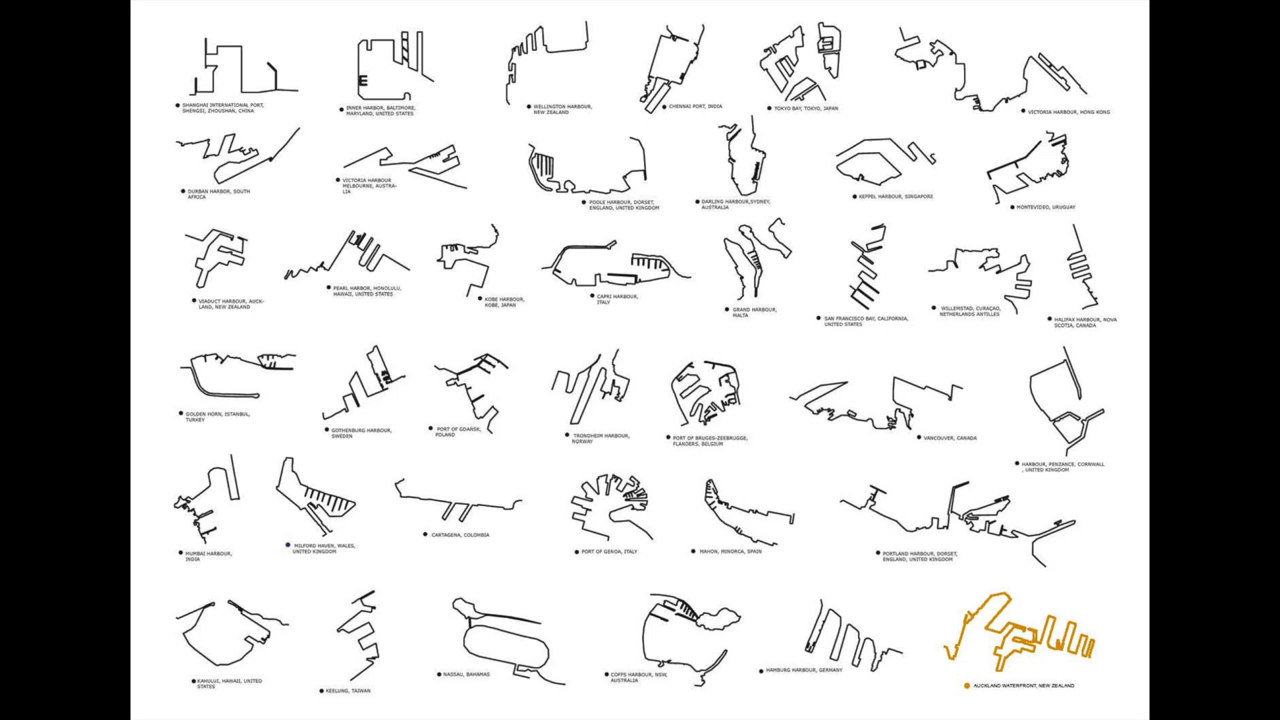 SHANGHAI INTERNATIONAL PORT,
SHENGSI, ZHOUSHAN, CHINA
INNER HARBOR, BALTIMORE,
MARYLAND, UNITED STATES
WELLINGTON HARBOUR,
NEW ZEALAND
CHENNAI PORT, INDIA
TOKYO BAY, TOKYO, JAPAN
VICTORIA HARBOUR, HONG KONG
DURBAN HARBOR, SOUTH
AFRICA
VICTORIA HARBOUR
MELBOURNE, AUSTRA-
LIA
POOLE HARBOUR, DORSET,
ENGLAND, UNITED KINGDOM
DARLING HARBOUR,SYDNEY,
AUSTRALIA
KEPPEL HARBOUR, SINGAPORE
MONTEVIDEO, URUGUAY
VIADUCT HARBOUR, AUCK-
LAND, NEW ZEALAND
PEARL HARBOR, HONOLULU,
HAWAII, UNITED STATES
KOBE HARBOUR,
KOBE, JAPAN
CAPRI HARBOUR,
ITALY
GRAND HARBOUR,
MALTA
SAN FRANCISCO BAY, CALIFORNIA,
UNITED STATES
WILLEMSTAD, CURAÇAO,
NETHERLANDS ANTILLES
HALIFAX HARBOUR, NOVA
SCOTIA, CANADA
GOLDEN HORN, ISTANBUL,
TURKEY
GOTHENBURG HARBOUR,
SWEDEN
PORT OF GDAŃSK,
POLAND
TRONDHEIM HARBOUR,
NORWAY
PORT OF BRUGES-ZEEBRUGGE,
FLANDERS, BELGIUM
VANCOUVER, CANADA
HARBOUR, PENZANCE, CORNWALL
, UNITED KINGDOM
MUMBAI HARBOUR,
INDIA
MILFORD HAVEN, WALES,
UNITED KINGDOM
CARTAGENA, COLOMBIA
PORT OF GENOA, ITALY
MAHON, MINORCA, SPAIN
PORTLAND HARBOUR, DORSET,
ENGLAND, UNITED KINGDOM
KAHULUI, HAWAII, UNITED
STATES
KEELUNG, TAIWAN
NASSAU, BAHAMAS
COFFS HARBOUR, NSW,
AUSTRALIA
HAMBURG HARBOUR, GERMANY
AUCKLAND WATERFRONT, NEW ZEALAND